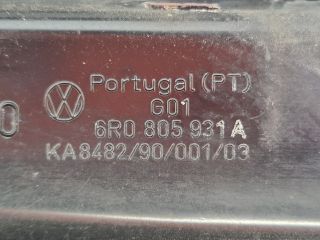 Portugal (PT)
G01
6R0 805 931 A
KA8482/90/001/03